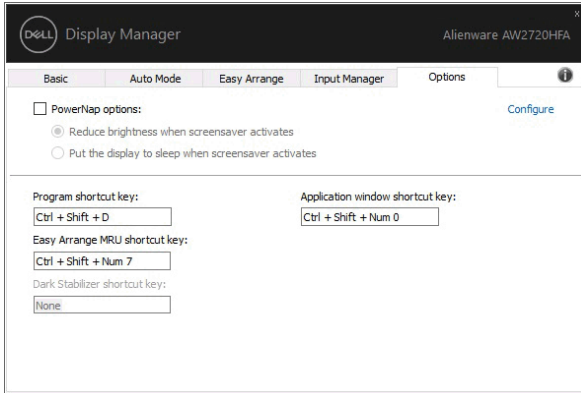 DELL Display Manager
Alienware AW2720HFA
Basic
Auto Mode
Easy Arrange
Input Manager
Options
PowerNap options:
Configure
Reduce brightness when screensaver activates
Put the display to sleep when screensaver activates
Program shortcut key:
Application window shortcut key:
Ctrl + Shift + D
Ctrl + Shift + Num 0
Easy Arrange MRU shortcut key:
Ctrl + Shift + Num 7
Dark Stabilizer shortcut key:
None